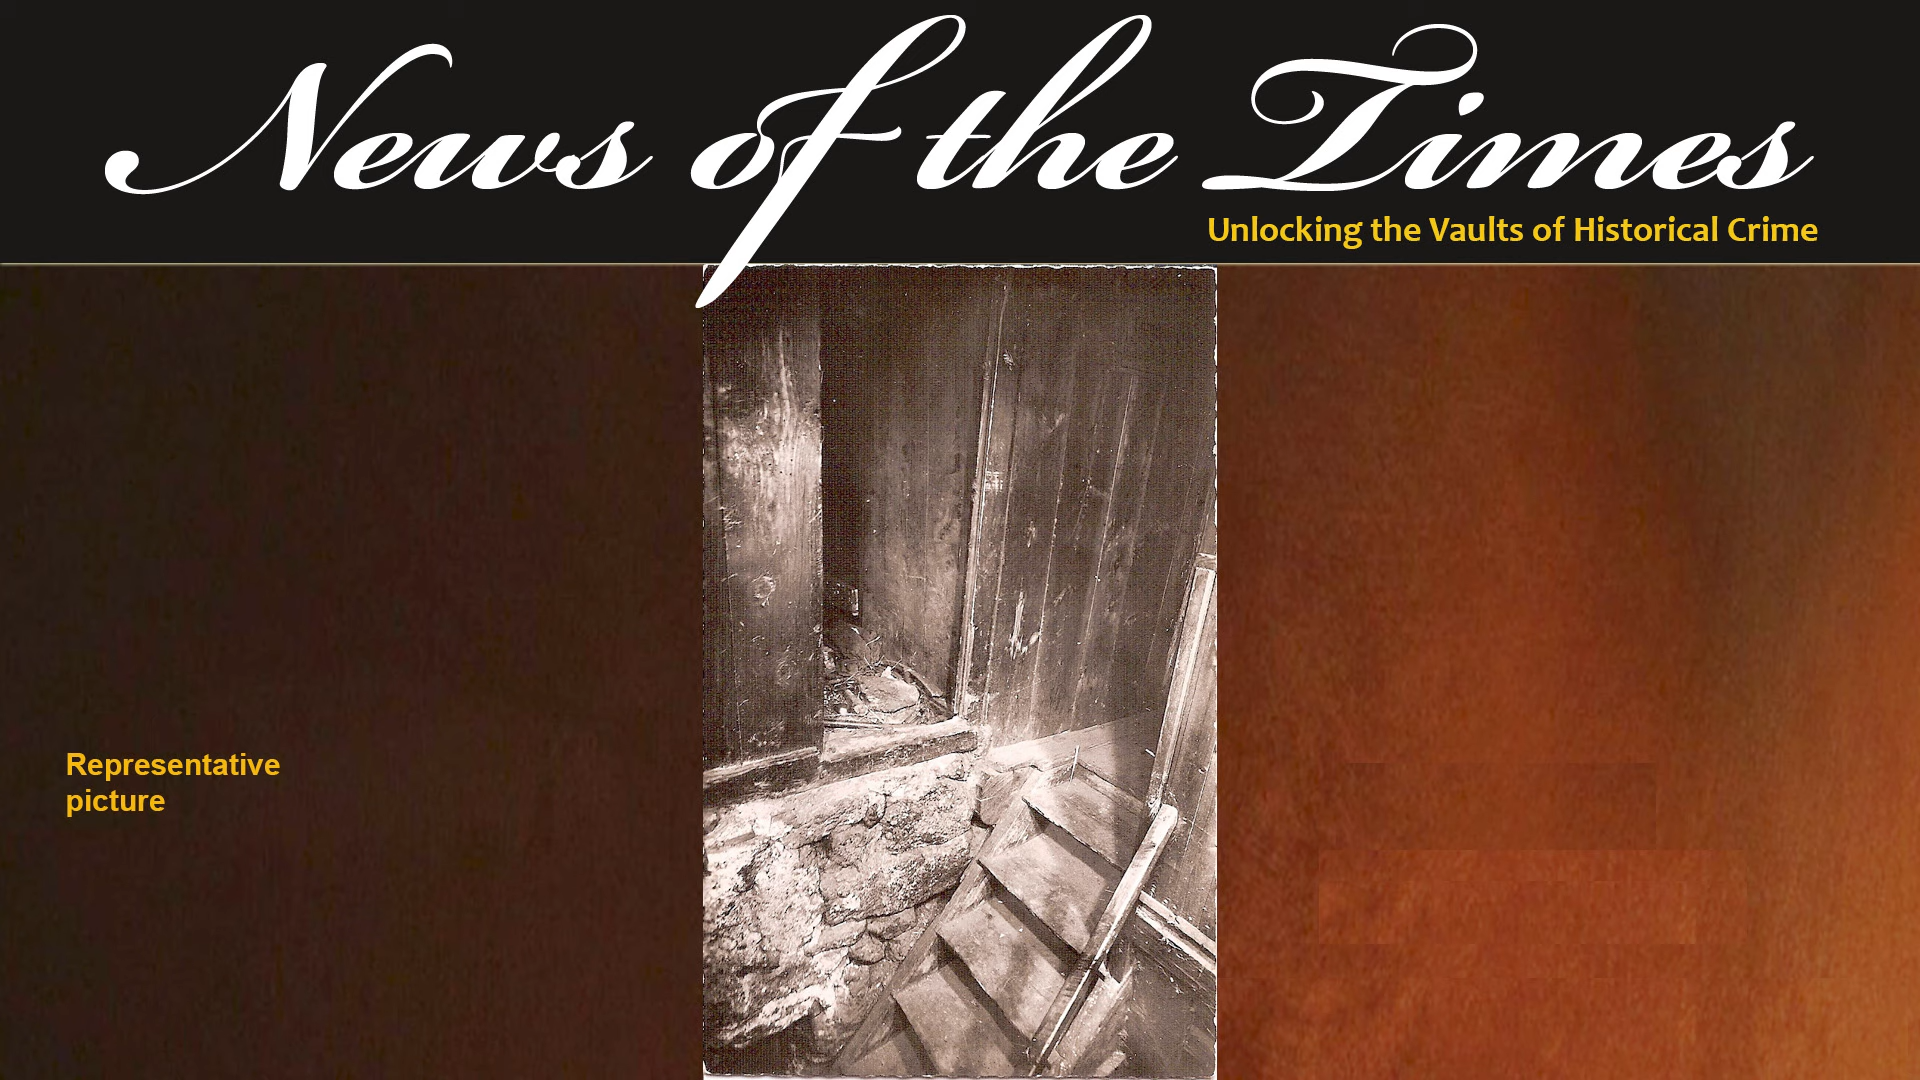 News of the Times
Unlocking the Vaults of Historical Crime
Representative
picture